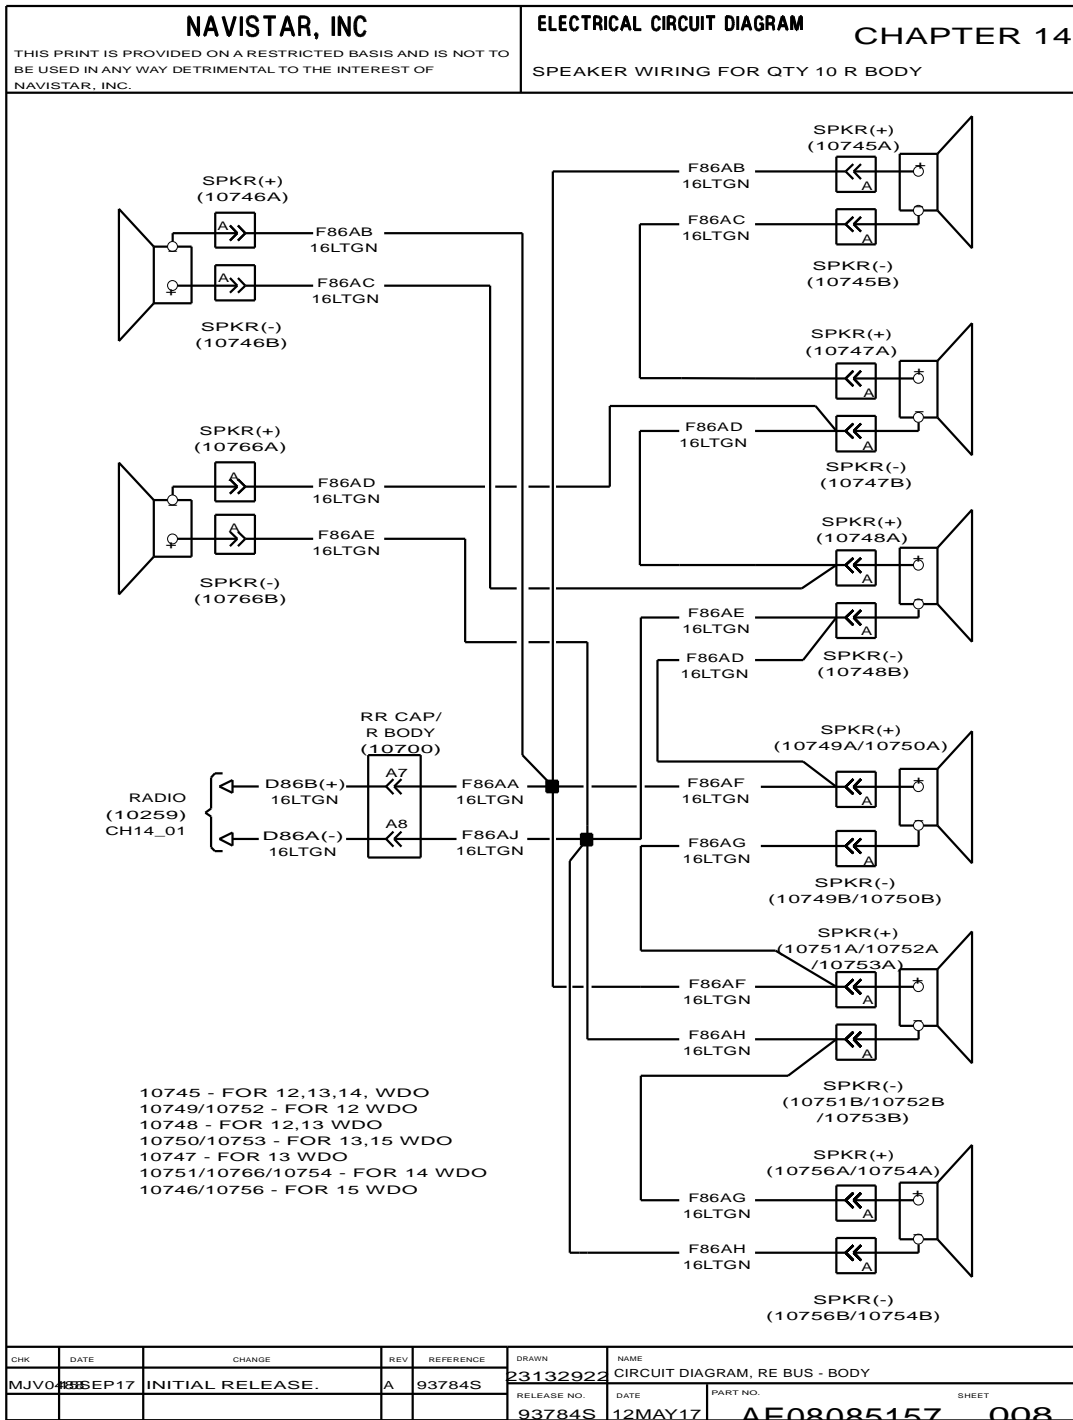 NAVISTAR, INC
THIS PRINT IS PROVIDED ON A RESTRICTED BASIS AND IS NOT TO
BE USED IN ANY WAY DETRIMENTAL TO THE INTEREST OF
NAVISTAR, INC.
ELECTRICAL CIRCUIT DIAGRAM
CHAPTER 14
SPEAKER WIRING FOR QTY 10 R BODY
SPKR(+)
(10746A)
A
F86AB
16LTGN
A
F86AC
16LTGN
SPKR(-)
(10746B)
SPKR(+)
(10766A)
A
F86AD
16LTGN
A
F86AE
16LTGN
SPKR(-)
(10766B)
RR CAP/
R BODY
(10700)
RADIO
(10259)
CH14_01
D86B(+)
16LTGN
A7
F86AA
16LTGN
D86A(-)
16LTGN
A8
F86AJ
16LTGN
SPKR(+)
(10745A)
F86AB
16LTGN
A
F86AC
16LTGN
A
SPKR(-)
(10745B)
SPKR(+)
(10747A)
A
F86AD
16LTGN
A
SPKR(-)
(10747B)
SPKR(+)
(10748A)
A
F86AE
16LTGN
A
F86AD
16LTGN
SPKR(-)
(10748B)
SPKR(+)
(10749A/10750A)
F86AF
16LTGN
A
F86AG
16LTGN
A
SPKR(-)
(10749B/10750B)
SPKR(+)
(10751A/10752A
/10753A)
F86AF
16LTGN
A
F86AH
16LTGN
A
SPKR(-)
(10751B/10752B
/10753B)
SPKR(+)
(10756A/10754A)
F86AG
16LTGN
A
F86AH
16LTGN
A
SPKR(-)
(10756B/10754B)
10745 - FOR 12,13,14, WDO
10749/10752 - FOR 12 WDO
10748 - FOR 12,13 WDO
10750/10753 - FOR 13,15 WDO
10747 - FOR 13 WDO
10751/10766/10754 - FOR 14 WDO
10746/10756 - FOR 15 WDO
CHK DATE CHANGE REV REFERENCE
INITIAL RELEASE. A 93784S
DRAWN
23132922
NAME
CIRCUIT DIAGRAM, RE BUS - BODY
RELEASE NO.
93784S
DATE
12MAY17
PART NO.
AE08085157
SHEET
008